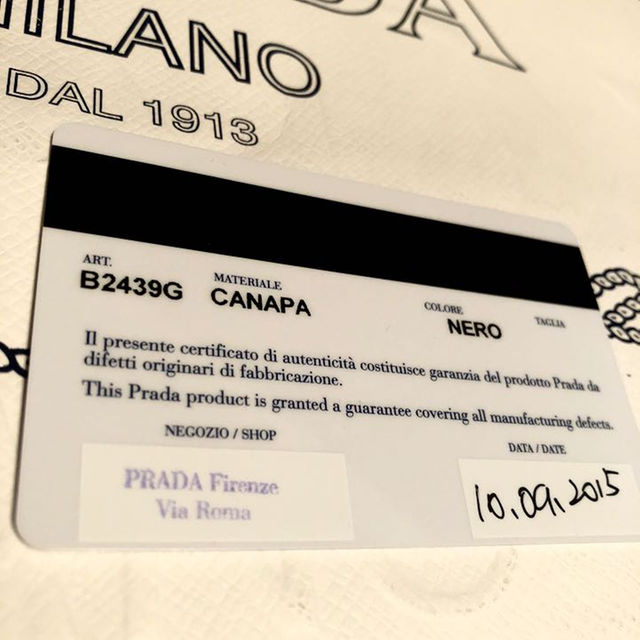 DA
MILANO
DAL 1913
ART.
B2439G
MATERIALE
CANAPA
COLORE
NERO
TAGLIA
Il presente certificato di autenticità costituisce garanzia del prodotto Prada da
difetti originari di fabbricazione.
This Prada product is granted a guarantee covering all manufacturing defects.
NEGOZIO / SHOP
DATA / DATE
PRADA Firenze
Via Roma
10.09.2015